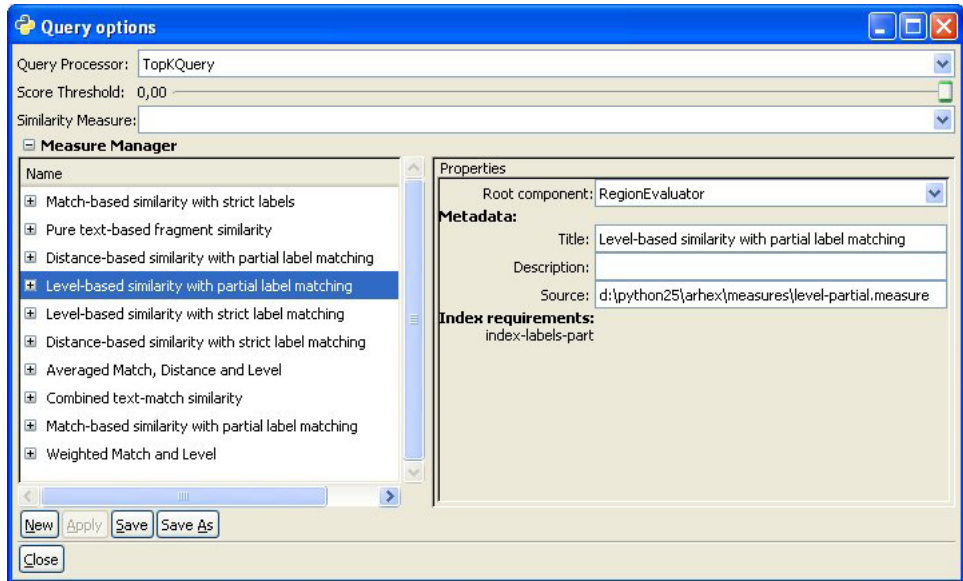 Query options
Query Processor: TopKQuery
Score Threshold: 0,00
Similarity Measure:
Measure Manager
Name
Match-based similarity with strict labels
Pure text-based fragment similarity
Distance-based similarity with partial label matching
Level-based similarity with partial label matching
Level-based similarity with strict label matching
Distance-based similarity with strict label matching
Averaged Match, Distance and Level
Combined text-match similarity
Match-based similarity with partial label matching
Weighted Match and Level
Properties
Root component: RegionEvaluator
Metadata:
Title: Level-based similarity with partial label matching
Description:
Source: d:\python25\arhex\measures\level-partial.measure
Index requirements:
index-labels-part
New Apply Save Save As
Close